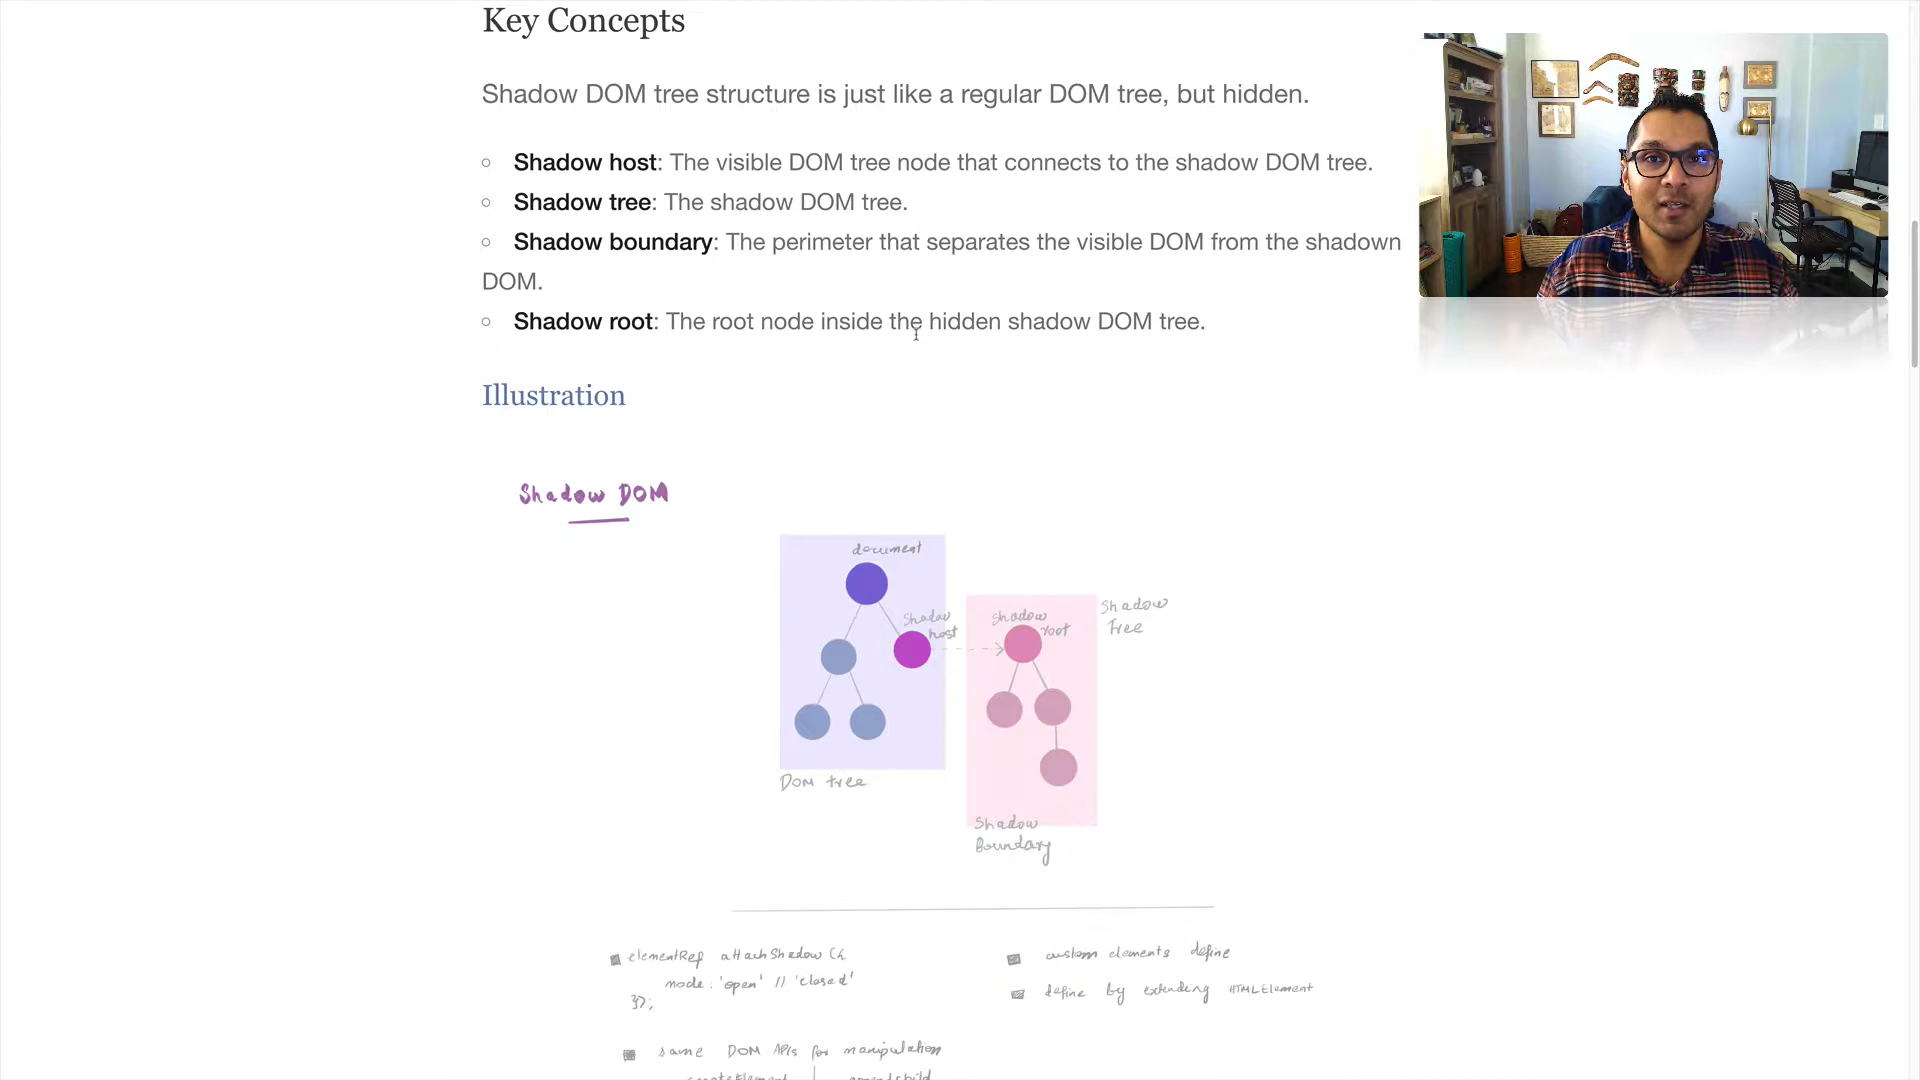 Key Concepts
Shadow DOM tree structure is just like a regular DOM tree, but hidden.
Shadow host: The visible DOM tree node that connects to the shadow DOM tree.
Shadow tree: The shadow DOM tree.
Shadow boundary: The perimeter that separates the visible DOM from the shadown
DOM.
Shadow root: The root node inside the hidden shadow DOM tree.
Illustration
Shadow DOM
document
Shadow
host
Shadow
root
Shadow
Tree
DOM tree
Shadow
Boundary
elementRef attachShadow ({
mode: 'open' // 'closed'
});
custom elements define
define by extending HTMLElement
same DOM APIs for manipulation
createElement appendChild